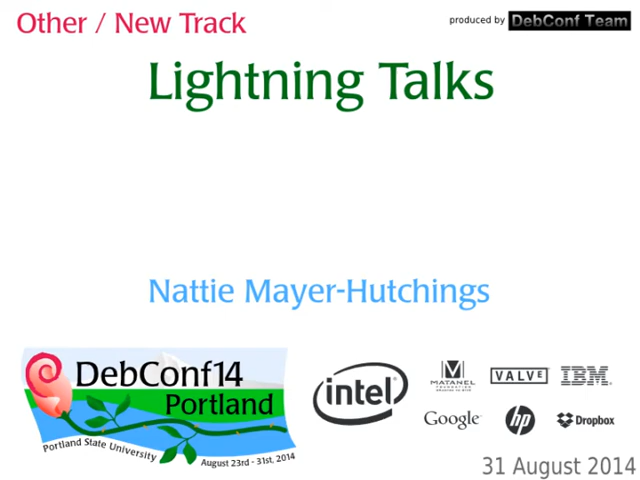 Other / New Track
produced by DebConf Team
Lightning Talks
Nattie Mayer-Hutchings
DebConf14
Portland
Portland State University
August 23rd - 31st, 2014
intel
MATANEL
VALVE
IBM
Google
hp
Dropbox
31 August 2014